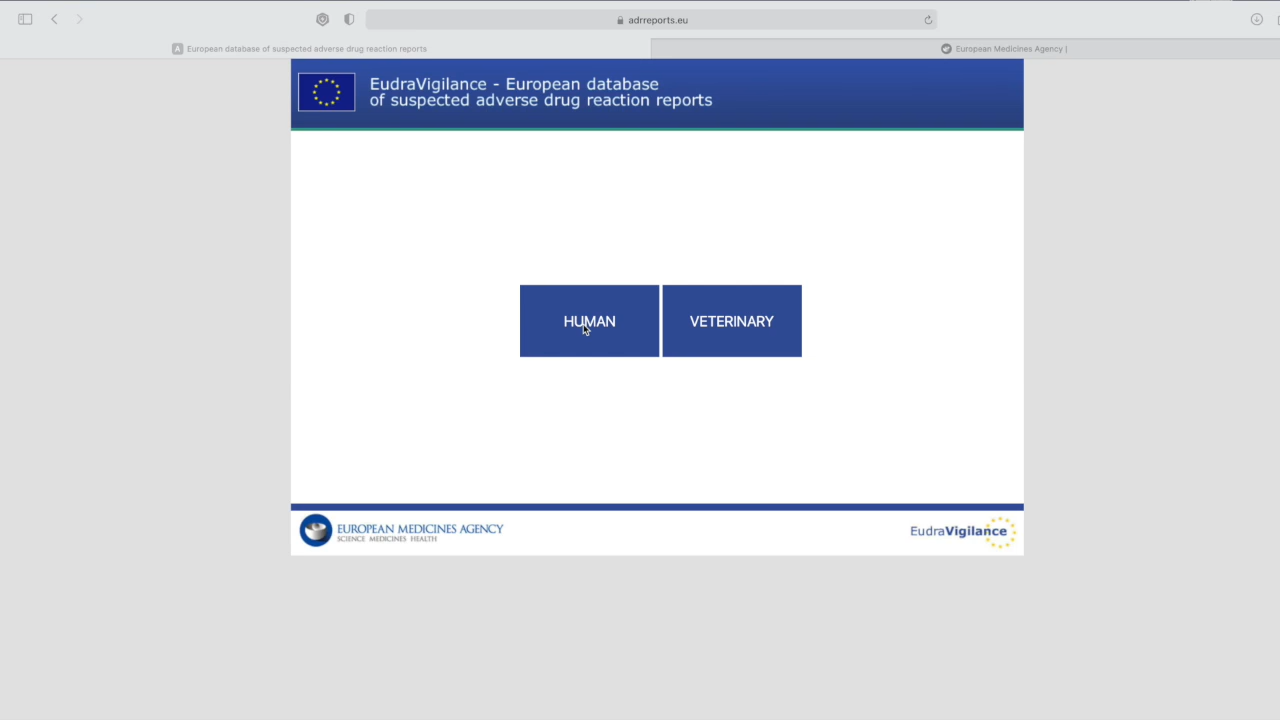 adrreports.eu
European database of suspected adverse drug reaction reports
European Medicines Agency |
EudraVigilance - European database
of suspected adverse drug reaction reports
HUMAN
VETERINARY
EUROPEAN MEDICINES AGENCY
SCIENCE MEDICINES HEALTH
EudraVigilance